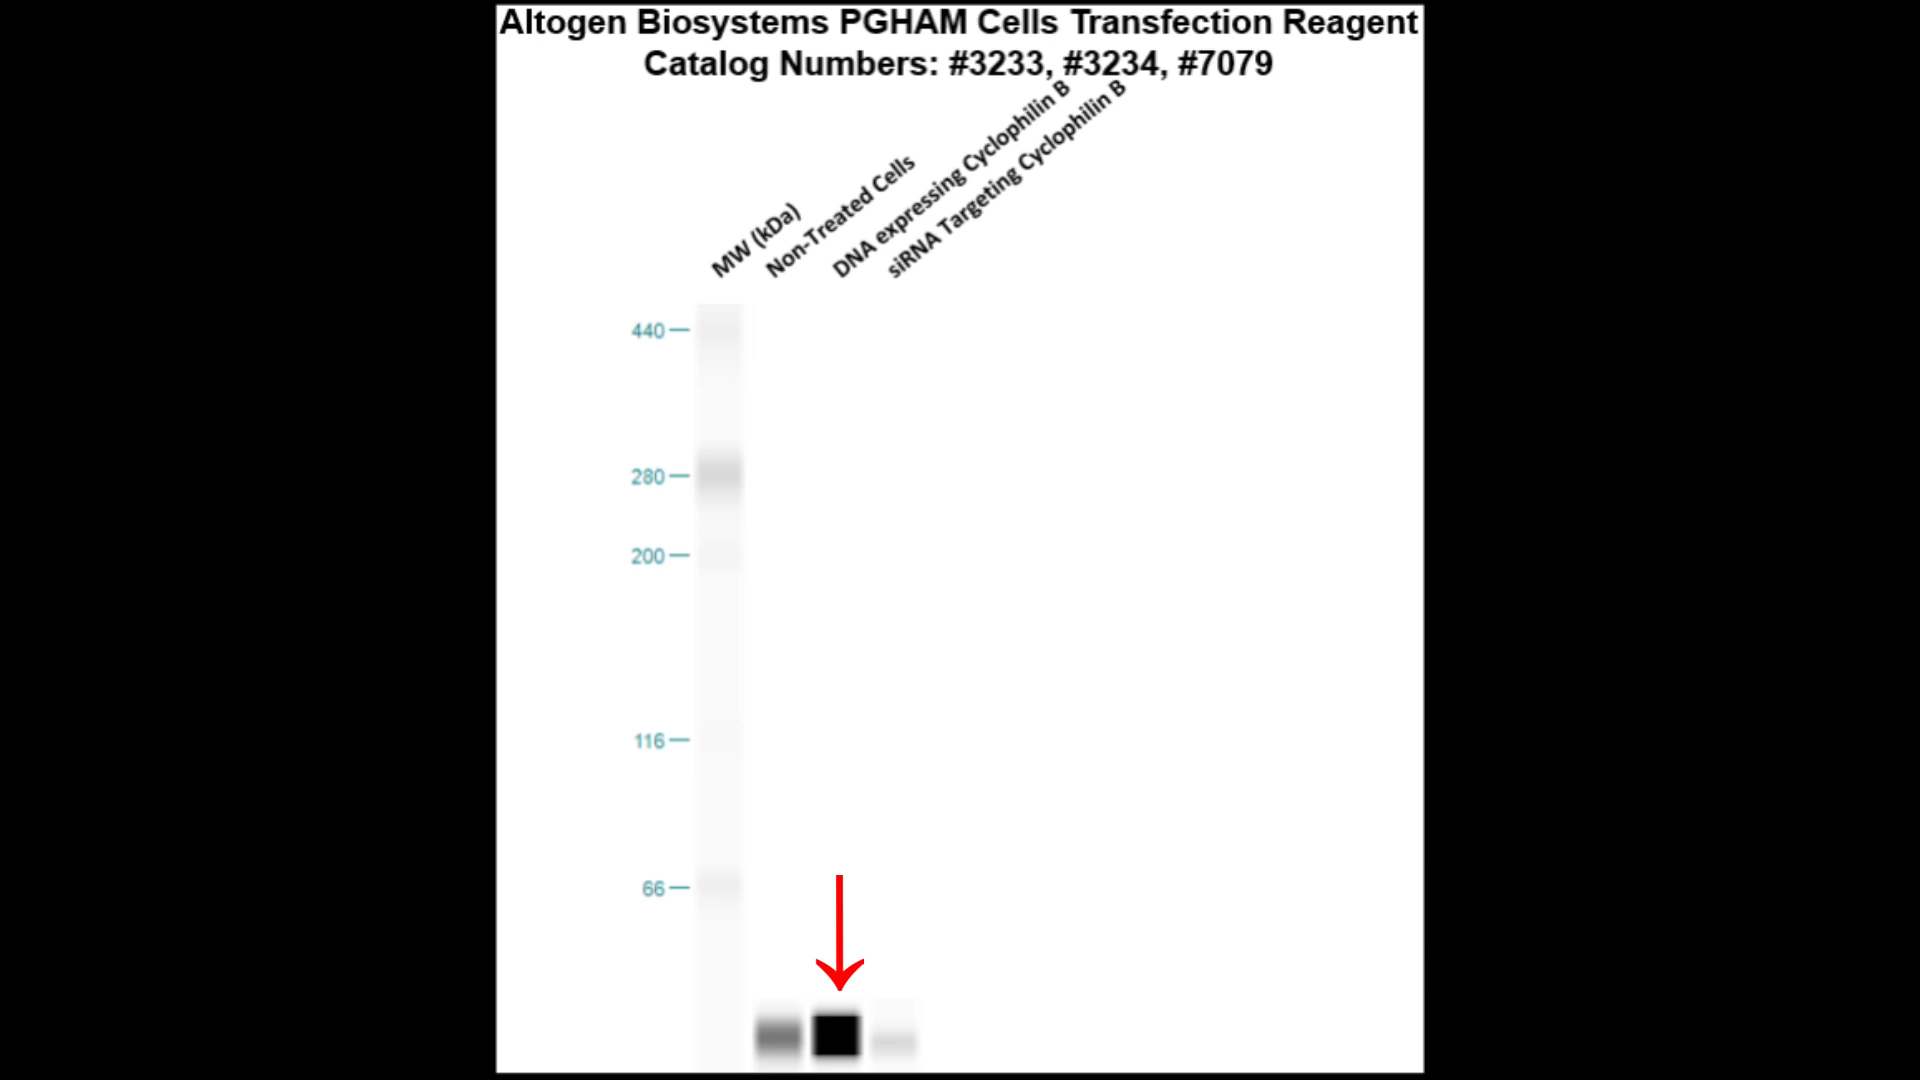 Altogen Biosystems PGHAM Cells Transfection Reagent
Catalog Numbers: #3233, #3234, #7079
MW (kDa)
Non-Treated Cells
DNA expressing Cyclophilin B
siRNA Targeting Cyclophilin B
440
280
200
116
66